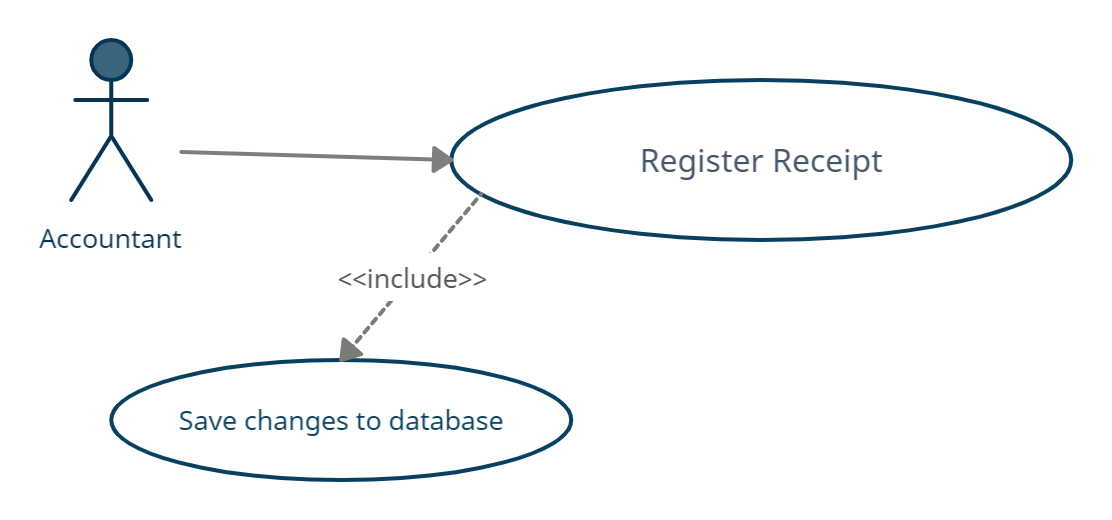 Register Receipt
Accountant
<<include>>
Save changes to database